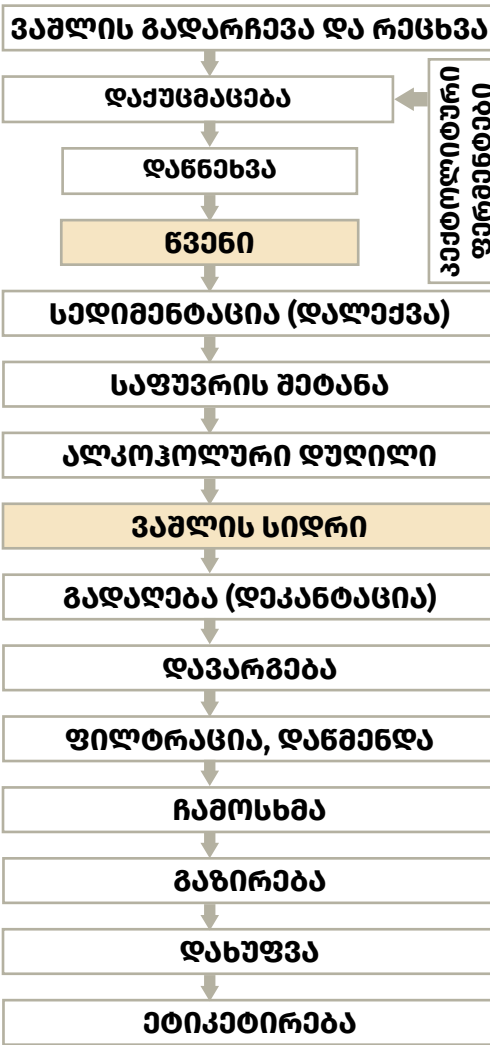 ვაშლის გადარჩევა და რეცხვა
დაქუცმაცება
პექტოლიტური
ფერმენტები
დაწნეხვა
წვენი
სედიმენტაცია (დალექვა)
საფუვრის შეტანა
ალკოჰოლური დუღილი
ვაშლის სიდრი
გადაღება (დეკანტაცია)
დავარგება
ფილტრაცია, დაწმენდა
ჩამოსხმა
გაზირება
დახუფვა
ეტიკეტირება